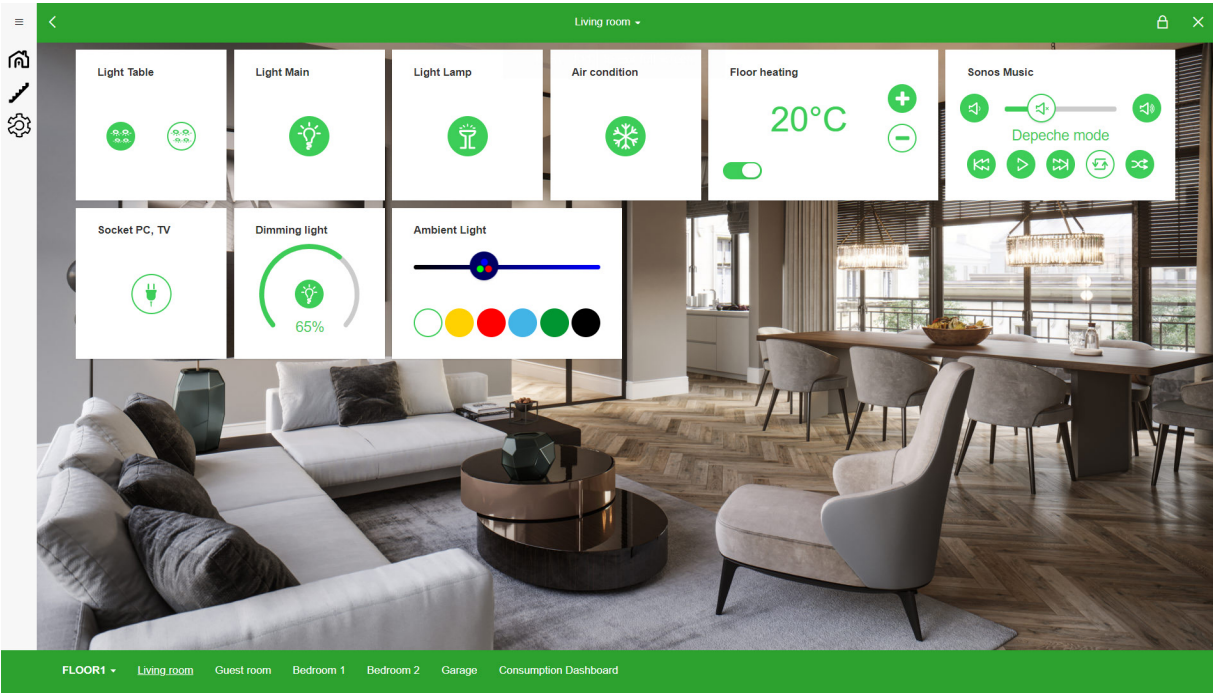 Living room
Light Table
Light Main
Light Lamp
Air condition
Floor heating
20°C
Sonos Music
Depeche mode
Socket PC, TV
Dimming light
65%
Ambient Light
FLOOR1
Living room
Guest room
Bedroom 1
Bedroom 2
Garage
Consumption Dashboard